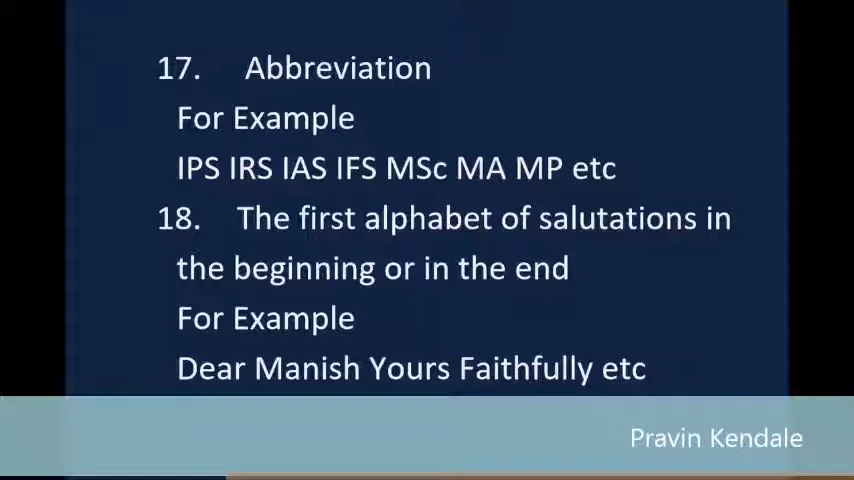 17. Abbreviation
For Example
IPS IRS IAS IFS MSc MA MP etc
18. The first alphabet of salutations in
the beginning or in the end
For Example
Dear Manish Yours Faithfully etc
Pravin Kendale